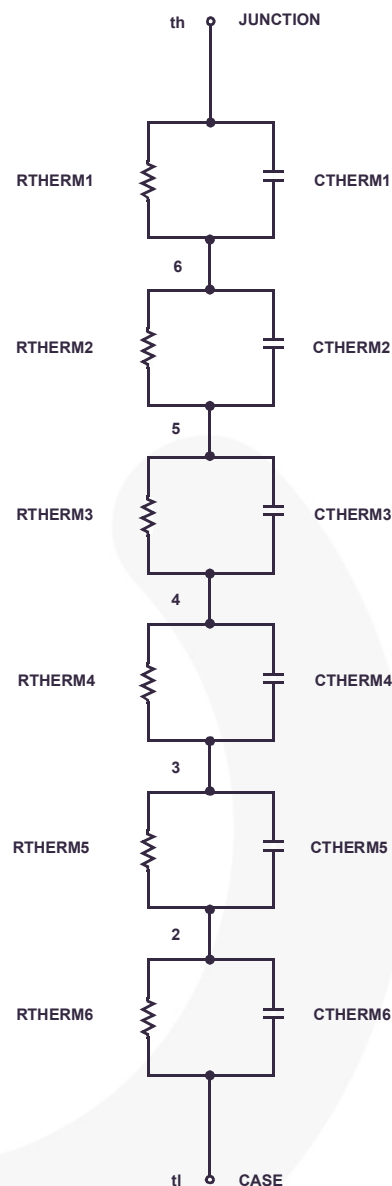 th JUNCTION
RTHERM1 CTHERM1
6
RTHERM2 CTHERM2
5
RTHERM3 CTHERM3
4
RTHERM4 CTHERM4
3
RTHERM5 CTHERM5
2
RTHERM6 CTHERM6
tl CASE